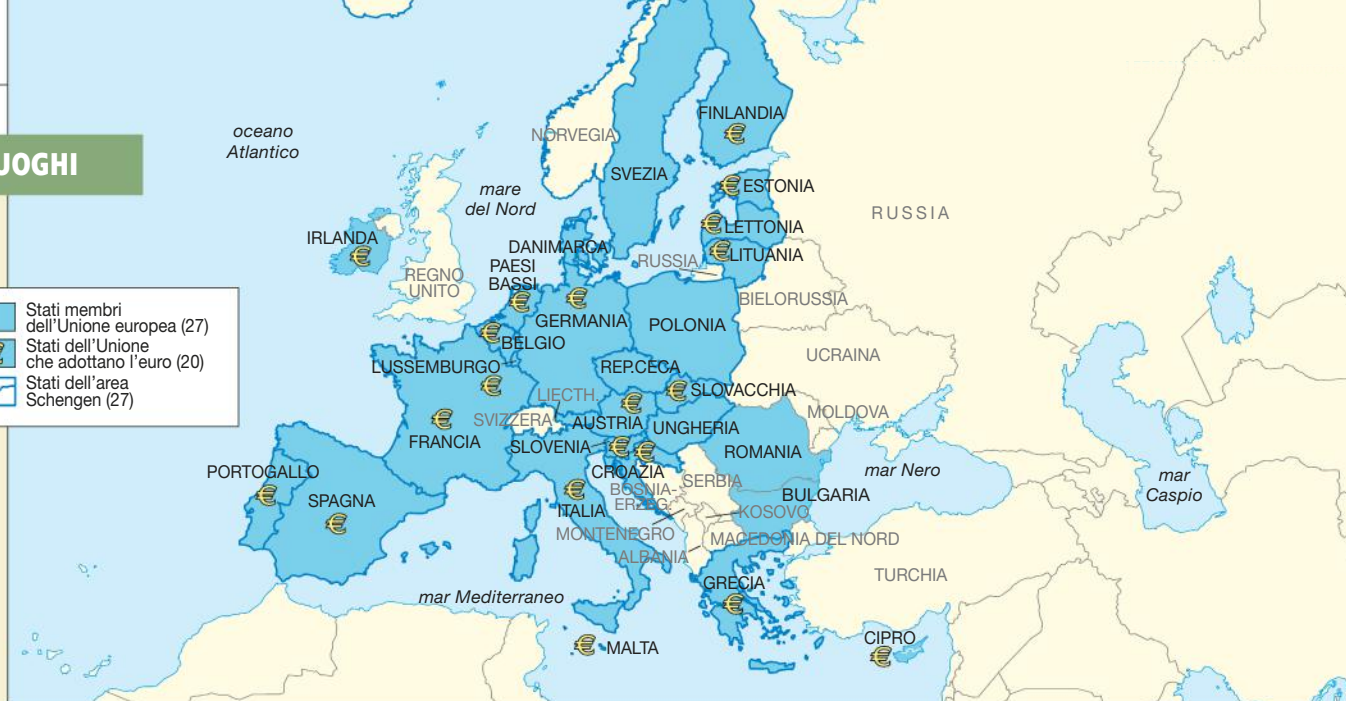 oceano
Atlantico
UOGHI
NORVEGIA
FINLANDIA
€
SVEZIA
mare
del Nord
€ ESTONIA
RUSSIA
€ LETTONIA
IRLANDA
€
DANIMARCA
€ LITUANIA
RUSSIA
REGNO
UNITO
PAESI
BASSI
€
€
BIELORUSSIA
Stati membri
dell'Unione europea (27)
€ Stati dell'Unione
che adottano l'euro (20)
Stati dell'area
Schengen (27)
GERMANIA
POLONIA
€
BELGIO
UCRAINA
LUSSEMBURGO
€
REP.CECA
€ SLOVACCHIA
LIECTH.
€
MOLDOVA
SVIZZERA
AUSTRIA
UNGHERIA
€
FRANCIA
SLOVENIA
€
€
ROMANIA
CROAZIA
mar Nero
mar
Caspio
PORTOGALLO
€
SPAGNA
€
€
ITALIA
BOSNIA-
ERZEG.
SERBIA
BULGARIA
KOSOVO
MONTENEGRO
MACEDONIA DEL NORD
ALBANIA
TURCHIA
GRECIA
€
mar Mediterraneo
€ MALTA
CIPRO
€